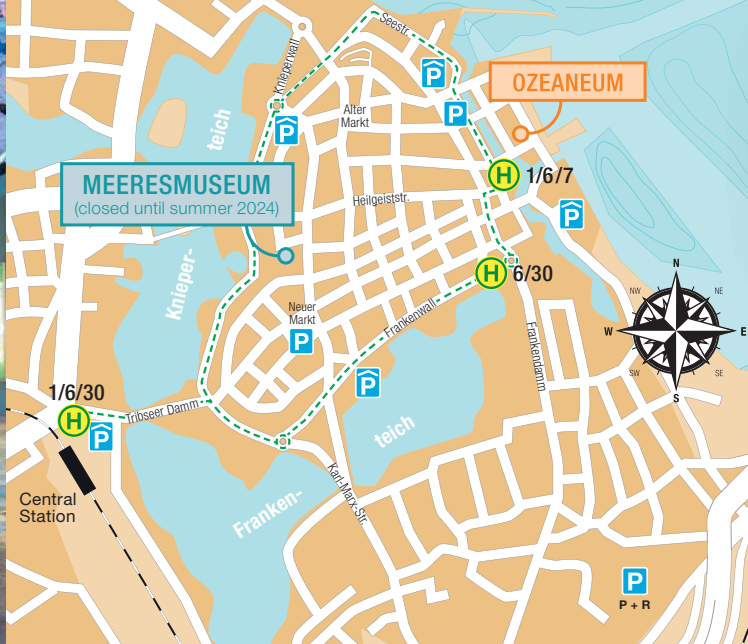 Seestr.
Knieperwall
P
OZEANEUM
P
Alter
Markt
P
teich
P
MEERESMUSEUM
(closed until summer 2024)
H 1/6/7
Heilgeiststr.
P
Knieper-
H 6/30
N
NW
NE
W
E
SW
SE
S
Neuer
Markt
P
Frankenwall
Frankendamm
P
1/6/30
H
Tribseer Damm
P
teich
Karl-Marx-Str.
Central
Station
Franken-
P
P + R